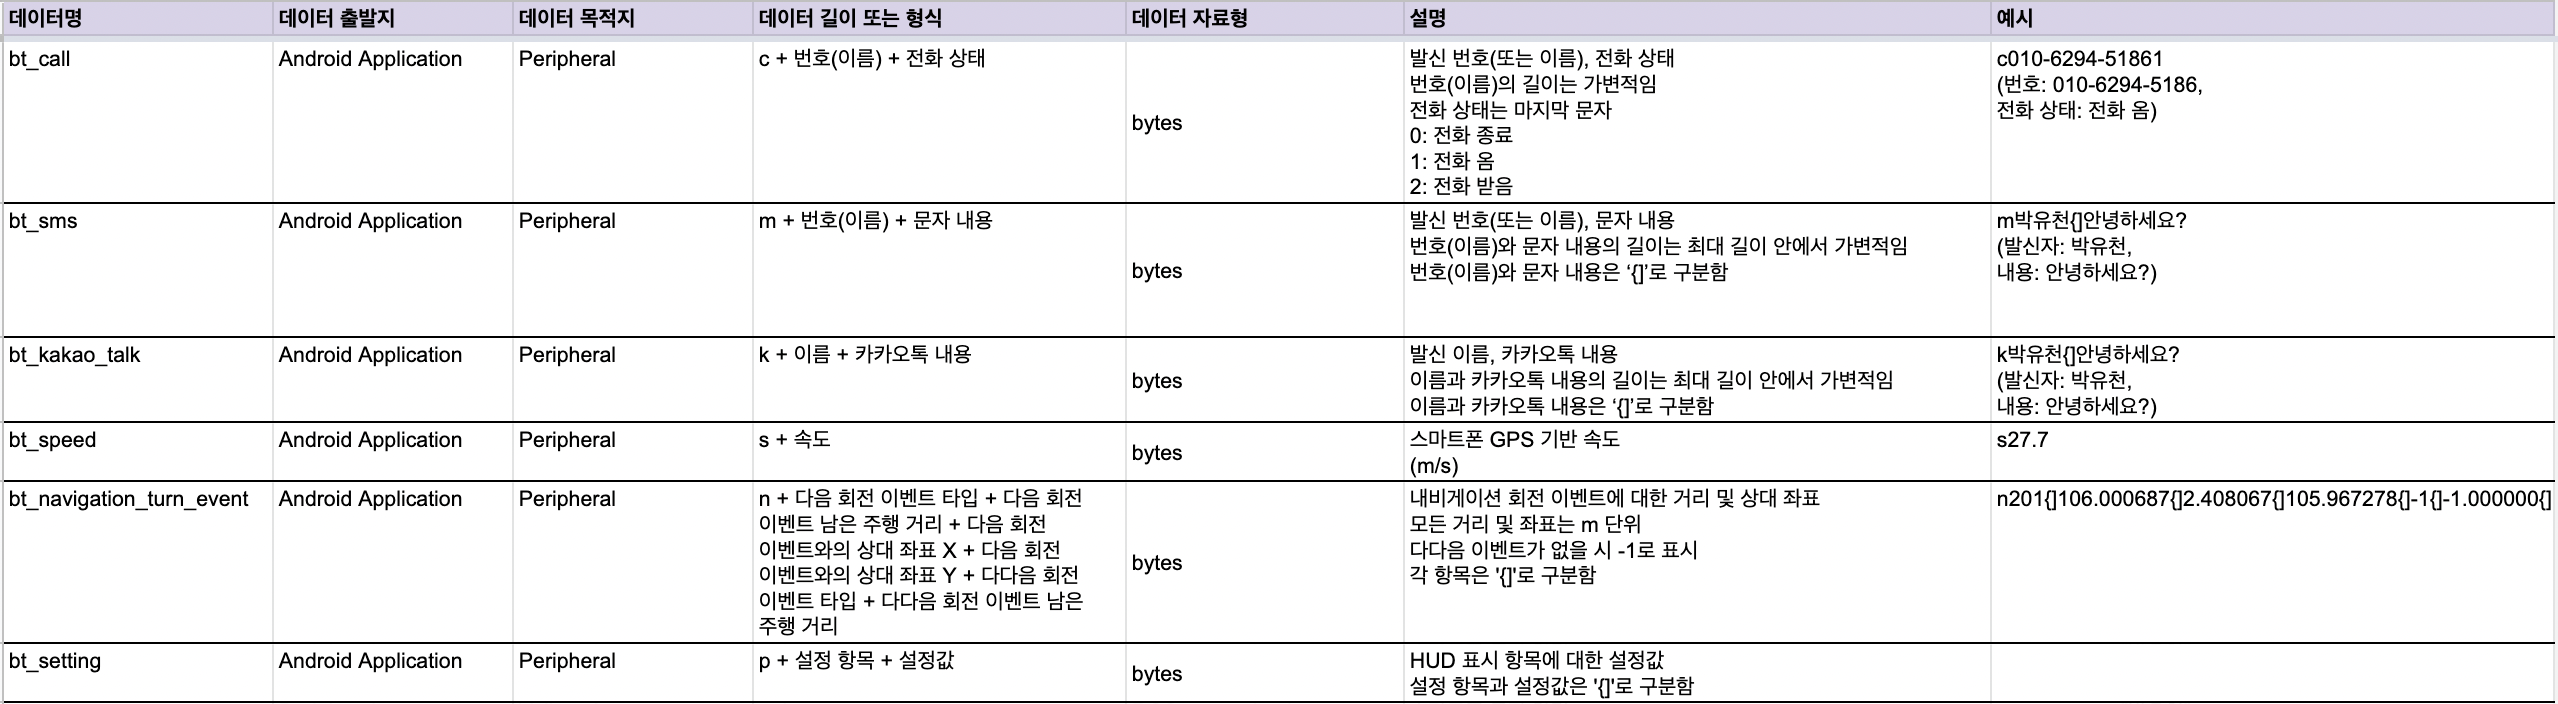 데이터명
데이터 출발지
데이터 목적지
데이터 길이 또는 형식
데이터 자료형
설명
예시
bt_call
Android Application
Peripheral
c + 번호(이름) + 전화 상태
bytes
발신 번호(또는 이름), 전화 상태
번호(이름)의 길이는 가변적임
전화 상태는 마지막 문자
0: 전화 종료
1: 전화 옴
2: 전화 받음
c010-6294-51861
(번호: 010-6294-5186,
전화 상태: 전화 옴)
bt_sms
Android Application
Peripheral
m + 번호(이름) + 문자 내용
bytes
발신 번호(또는 이름), 문자 내용
번호(이름)와 문자 내용의 길이는 최대 길이 안에서 가변적임
번호(이름)와 문자 내용은 ‘{]’로 구분함
m박유천{]안녕하세요?
(발신자: 박유천,
내용: 안녕하세요?)
bt_kakao_talk
Android Application
Peripheral
k + 이름 + 카카오톡 내용
bytes
발신 이름, 카카오톡 내용
이름과 카카오톡 내용의 길이는 최대 길이 안에서 가변적임
이름과 카카오톡 내용은 ‘{]’로 구분함
k박유천{]안녕하세요?
(발신자: 박유천,
내용: 안녕하세요?)
bt_speed
Android Application
Peripheral
s + 속도
bytes
스마트폰 GPS 기반 속도
(m/s)
s27.7
bt_navigation_turn_event
Android Application
Peripheral
n + 다음 회전 이벤트 타입 + 다음 회전
이벤트 남은 주행 거리 + 다음 회전
이벤트와의 상대 좌표 X + 다음 회전
이벤트와의 상대 좌표 Y + 다다음 회전
이벤트 타입 + 다다음 회전 이벤트 남은
주행 거리
bytes
내비게이션 회전 이벤트에 대한 거리 및 상대 좌표
모든 거리 및 좌표는 m 단위
다다음 이벤트가 없을 시 -1로 표시
각 항목은 '{]'로 구분함
n201{]106.000687{]2.408067{]105.967278{]-1{]-1.000000{]
bt_setting
Android Application
Peripheral
p + 설정 항목 + 설정값
bytes
HUD 표시 항목에 대한 설정값
설정 항목과 설정값은 '{]'로 구분함